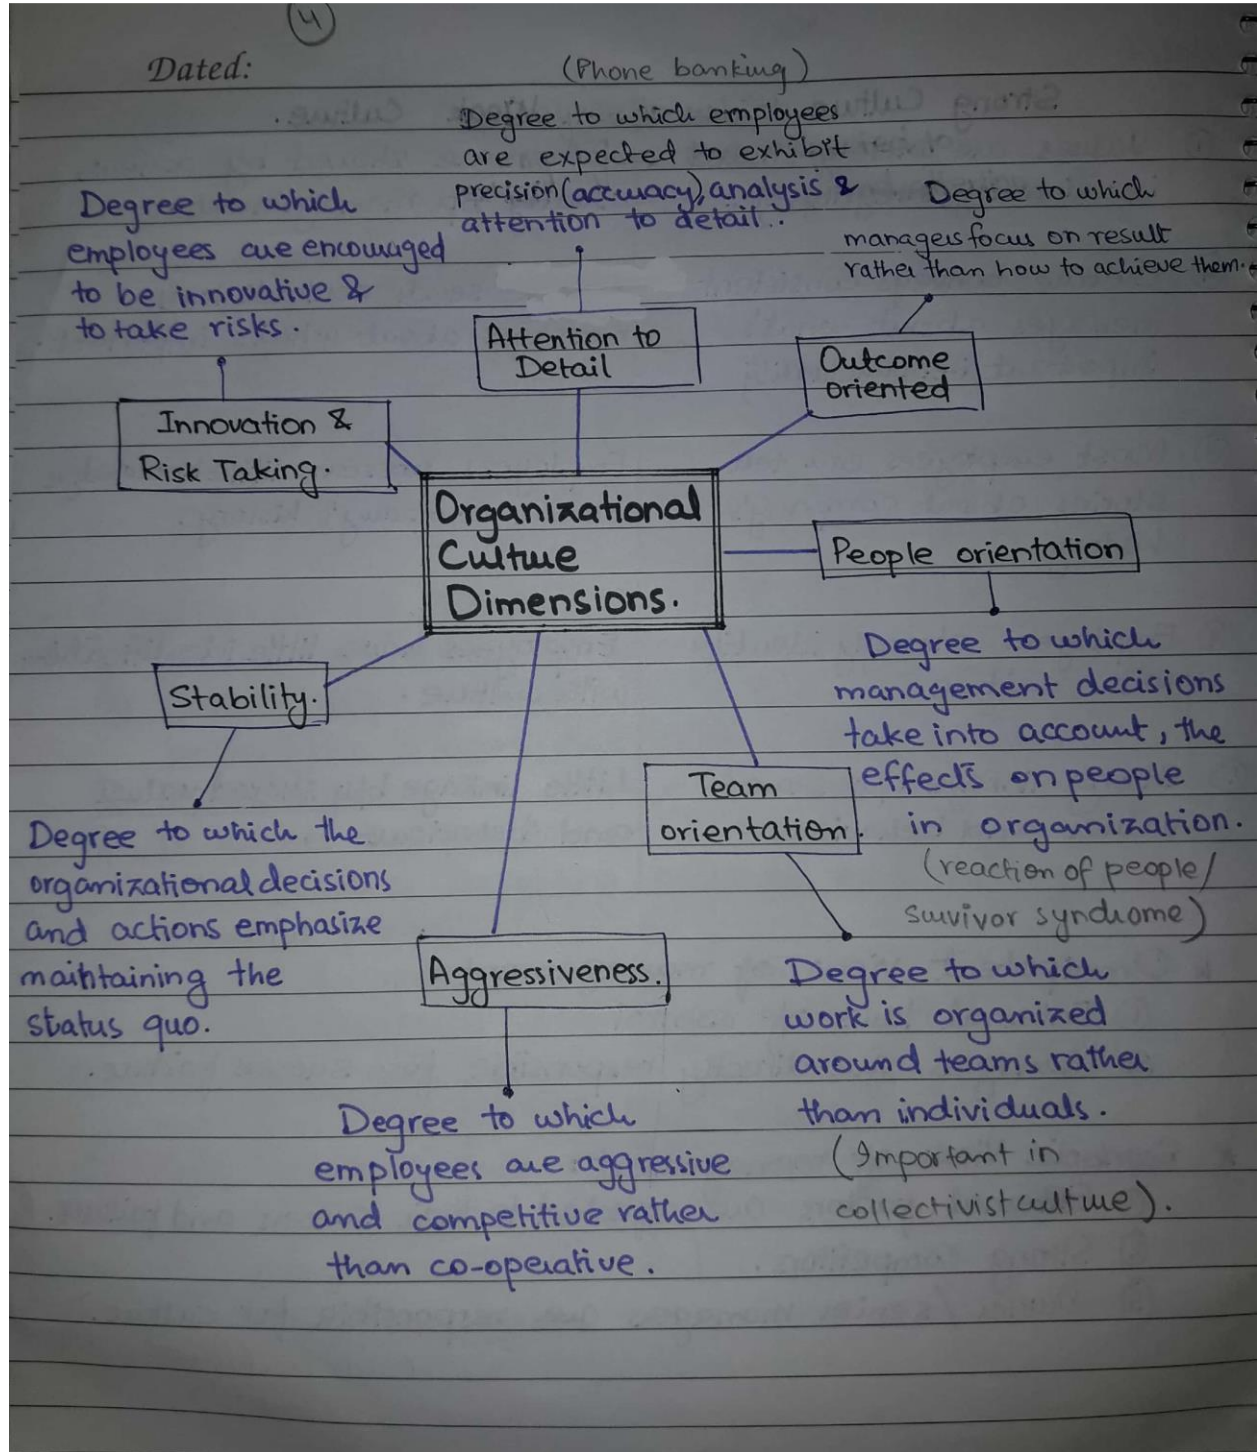 4
Dated:
(Phone banking)
Degree to which employees
are expected to exhibit
precision (accuracy), analysis &
attention to detail.
Degree to which
employees are encouraged
to be innovative &
to take risks.
Degree to which
managers focus on result
rather than how to achieve them.
Attention to
Detail
Outcome
oriented
Innovation &
Risk Taking.
Organizational
Culture
Dimensions.
People orientation
Degree to which
management decisions
take into account, the
effects on people
in organization.
(reaction of people/
survivor syndrome)
Stability.
Degree to which the
organizational decisions
and actions emphasize
maintaining the
status quo.
Team
orientation.
Degree to which
work is organized
around teams rather
than individuals.
(Important in
collectivist culture).
Aggressiveness.
Degree to which
employees are aggressive
and competitive rather
than co-operative.